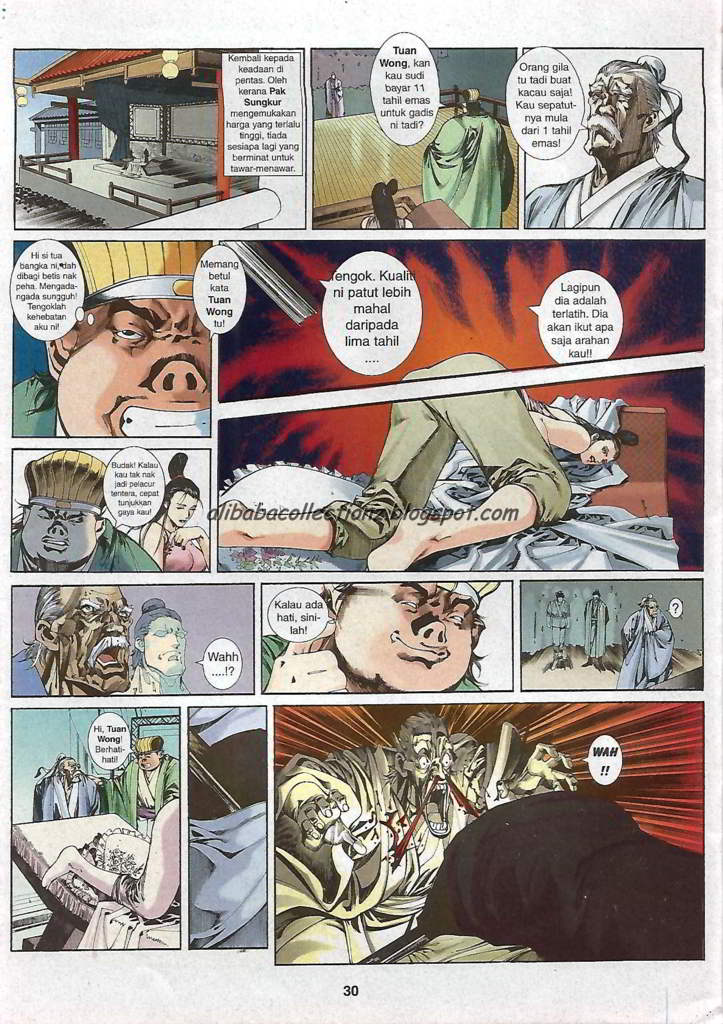 Kembali kepada
keadaan di
pentas. Oleh
kerana Pak
Sungkur
mengemukakan
harga yang terlalu
tinggi, tiada
sesiapa lagi yang
berminat untuk
tawar-menawar.
Tuan
Wong, kan
kau sudi
bayar 11
tahil emas
untuk gadis
ni tadi?
Orang gila
tu tadi buat
kacau saja!
Kau sepatut-
nya mula
dari 1 tahil
emas!
Hi si tua
bangka ni, dah
dibagi betis nak
peha. Mengada-
ngada sungguh!
Tengoklah
kehebatan
aku ni!
Memang
betul
kata
Tuan
Wong
tu!
Tengok. Kualiti
ni patut lebih
mahal
daripada
lima tahil
....
Lagipun
dia adalah
terlatih. Dia
akan ikut apa
saja arahan
kau!!
Budak! Kalau
kau tak nak
jadi pelacur
tentera, cepat
tunjukkan
gaya kau!
alibabacollectionz.blogspot.com
Wahh
....!?
Kalau ada
hati, sini-
lah!
?
Hi, Tuan
Wong!
Berhati-
hati!
WAH
!!
30